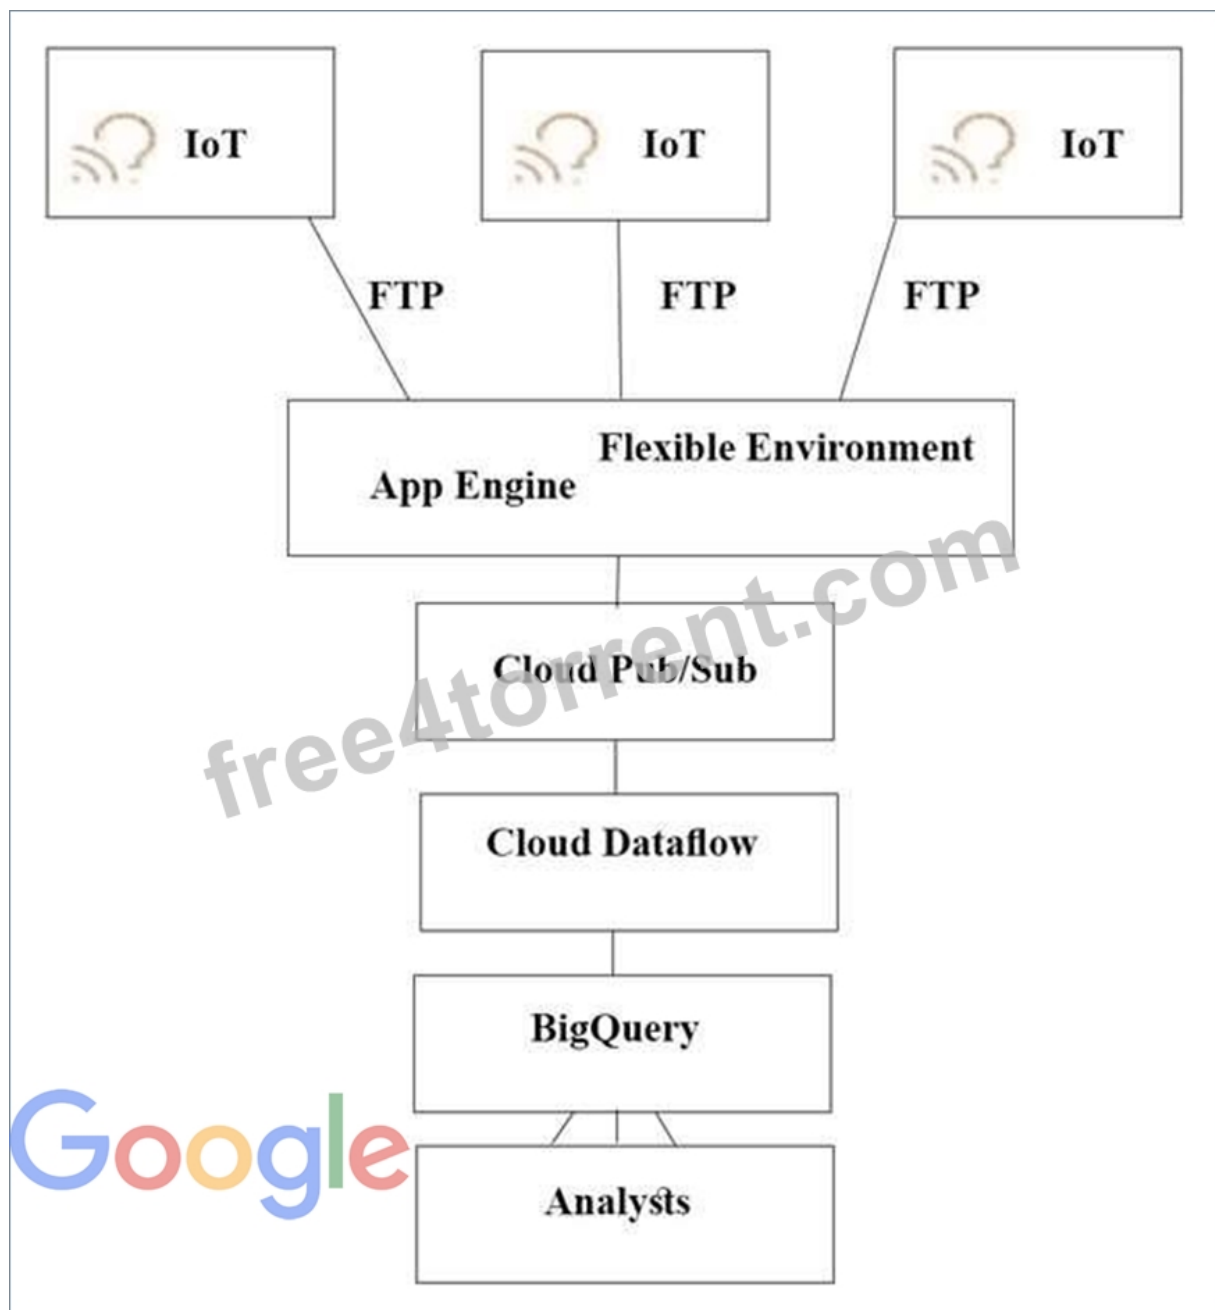 IoT
IoT
IoT
FTP
FTP
FTP
Flexible Environment
App Engine
Cloud Pub/Sub
free4torrent.com
Cloud Dataflow
BigQuery
Google
Analysts